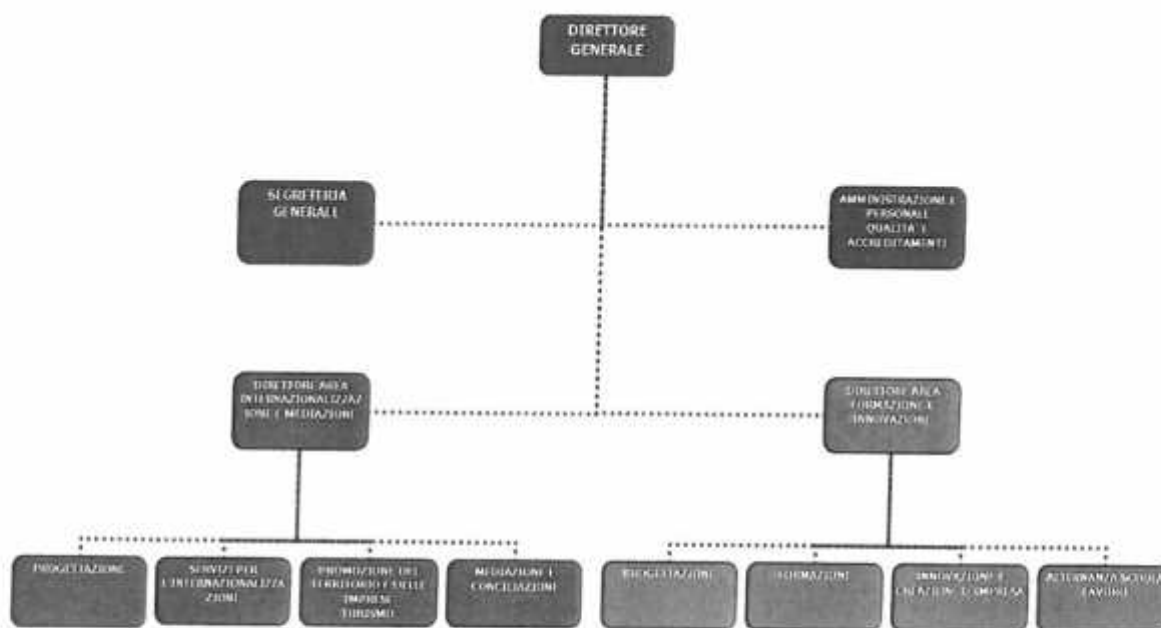 DIRETTORE
GENERALE
SEGRETERIA
GENERALE
AMMINISTRAZIONE E
PERSONALE
QUALITA' E
ACCREDITAMENTI
DIRETTORE AREA
INTERNAZIONALIZZAZ
IONE E MEDIAZIONE
DIRETTORE AREA
FORMAZIONE E
INNOVAZIONE
PROGETTAZIONE
SERVIZI PER
L'INTERNAZIONALIZZA
ZIONE
PROMOZIONE DEL
TERRITORIO E DELLE
IMPRESE
TURISMO
MEDIAZIONE E
CONCILIAZIONE
PROGETTAZIONE
FORMAZIONE
INNOVAZIONE E
CREAZIONE D'IMPRESA
ALTERNANZA SCUOLA
LAVORO